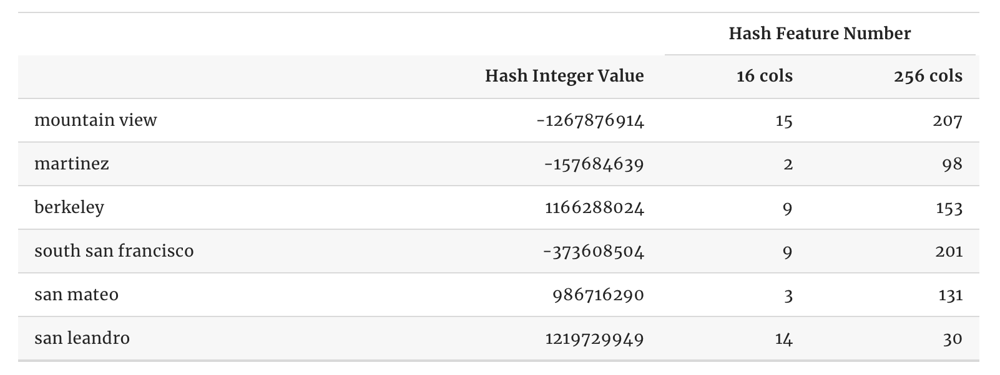 Hash Feature Number
Hash Integer Value 16 cols 256 cols
mountain view -1267876914 15 207
martinez -157684639 2 98
berkeley 1166288024 9 153
south san francisco -373608504 9 201
san mateo 986716290 3 131
san leandro 1219729949 14 30